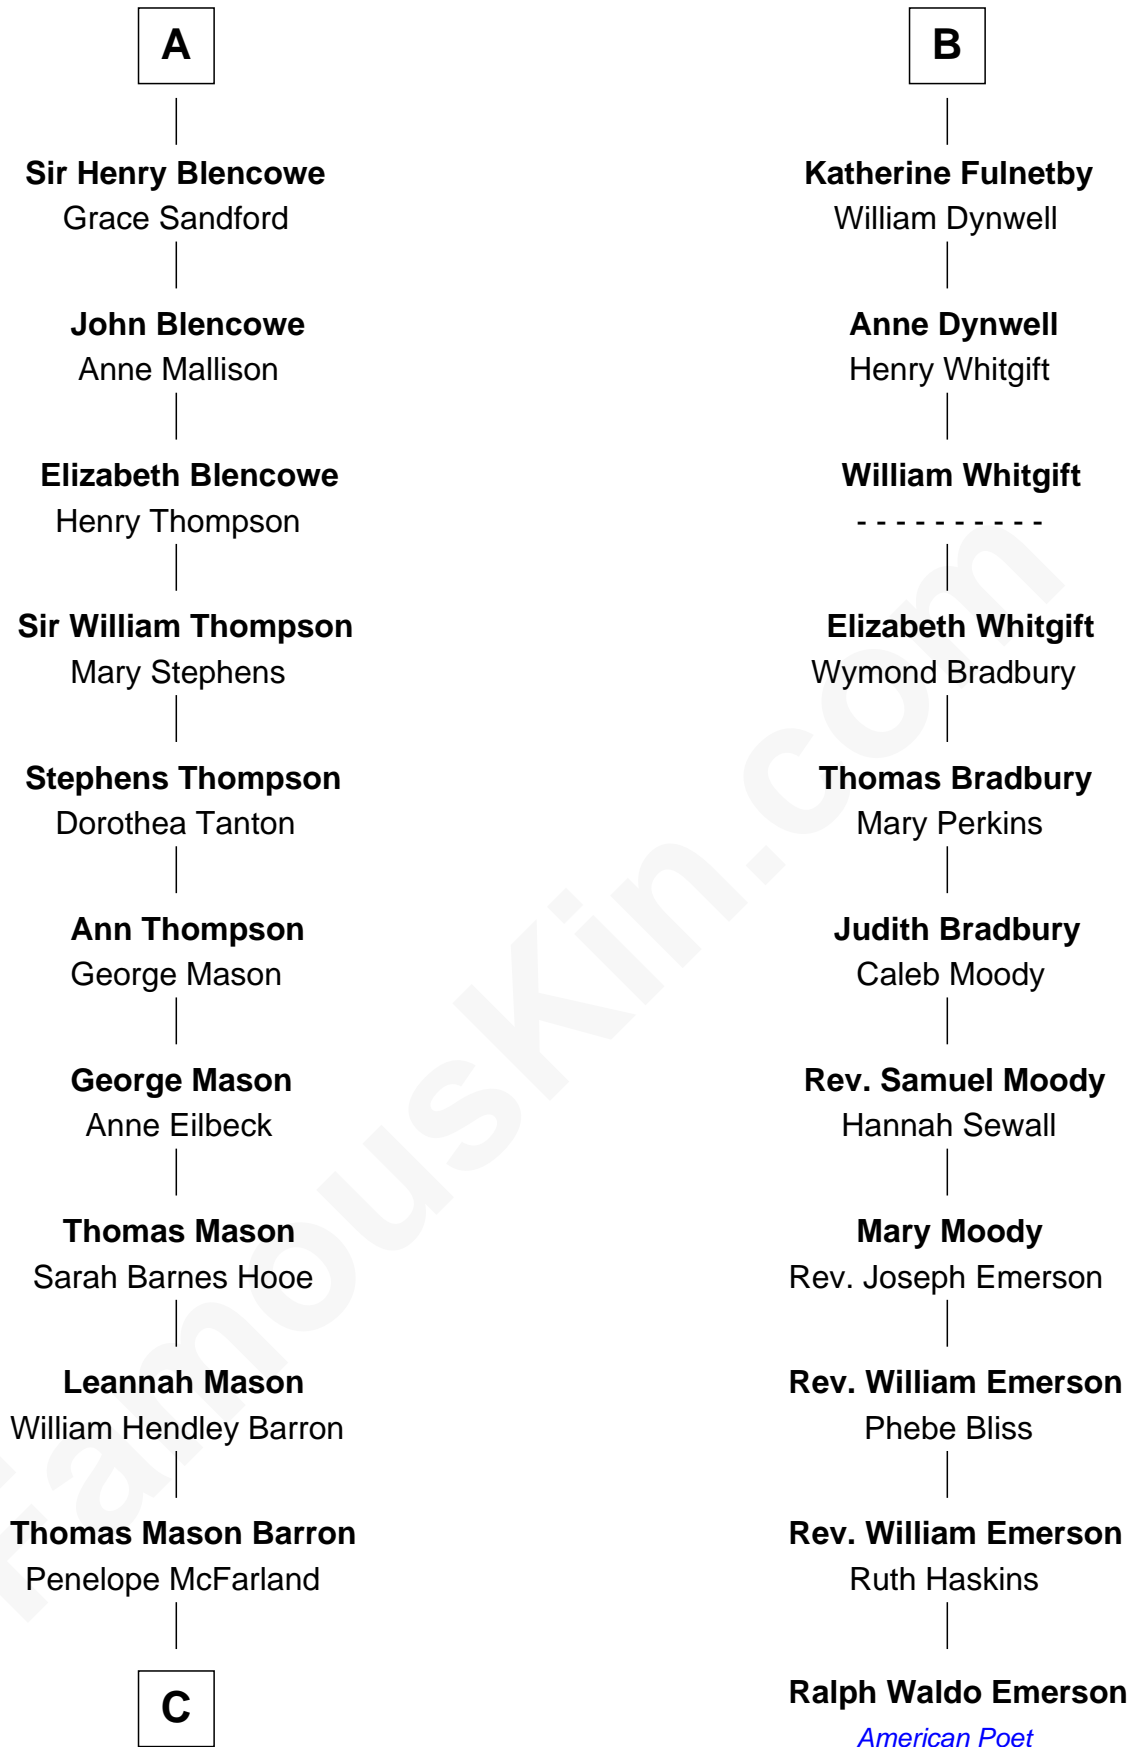 A
Sir Henry Blencowe
Grace Sandford
John Blencowe
Anne Mallison
Elizabeth Blencowe
Henry Thompson
Sir William Thompson
Mary Stephens
Stephens Thompson
Dorothea Tanton
Ann Thompson
George Mason
George Mason
Anne Eilbeck
Thomas Mason
Sarah Barnes Hooe
Leannah Mason
William Hendley Barron
Thomas Mason Barron
Penelope McFarland
C
B
Katherine Fulnetby
William Dynwell
Anne Dynwell
Henry Whitgift
William Whitgift
- - - - - - - - - -
Elizabeth Whitgift
Wymond Bradbury
Thomas Bradbury
Mary Perkins
Judith Bradbury
Caleb Moody
Rev. Samuel Moody
Hannah Sewall
Mary Moody
Rev. Joseph Emerson
Rev. William Emerson
Phebe Bliss
Rev. William Emerson
Ruth Haskins
Ralph Waldo Emerson
American Poet
FamousKin.com